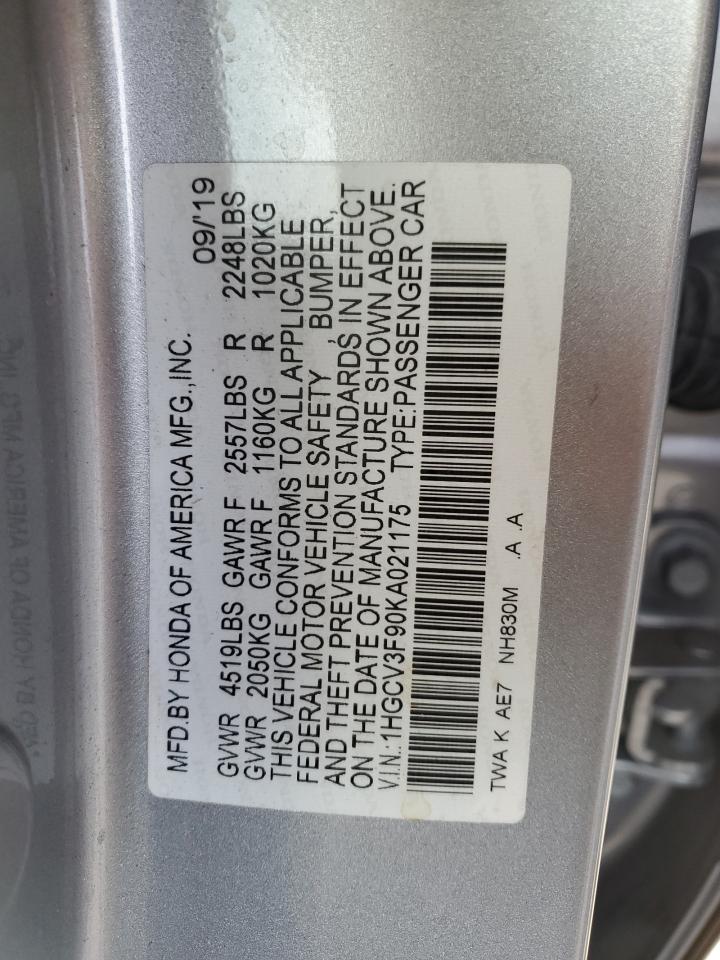 MFD.BY HONDA OF AMERICA MFG.,INC. 09/'19
GVWR 4519LBS GAWR F 2557LBS R 2248LBS
GVWR 2050KG GAWR F 1160KG R 1020KG
THIS VEHICLE CONFORMS TO ALL APPLICABLE
FEDERAL MOTOR VEHICLE SAFETY, BUMPER,
AND THEFT PREVENTION STANDARDS IN EFFECT
ON THE DATE OF MANUFACTURE SHOWN ABOVE.
V.I.N.:1HGCV3F90KA021175 TYPE:PASSENGER CAR
TWA K AE7 NH830M .A .A